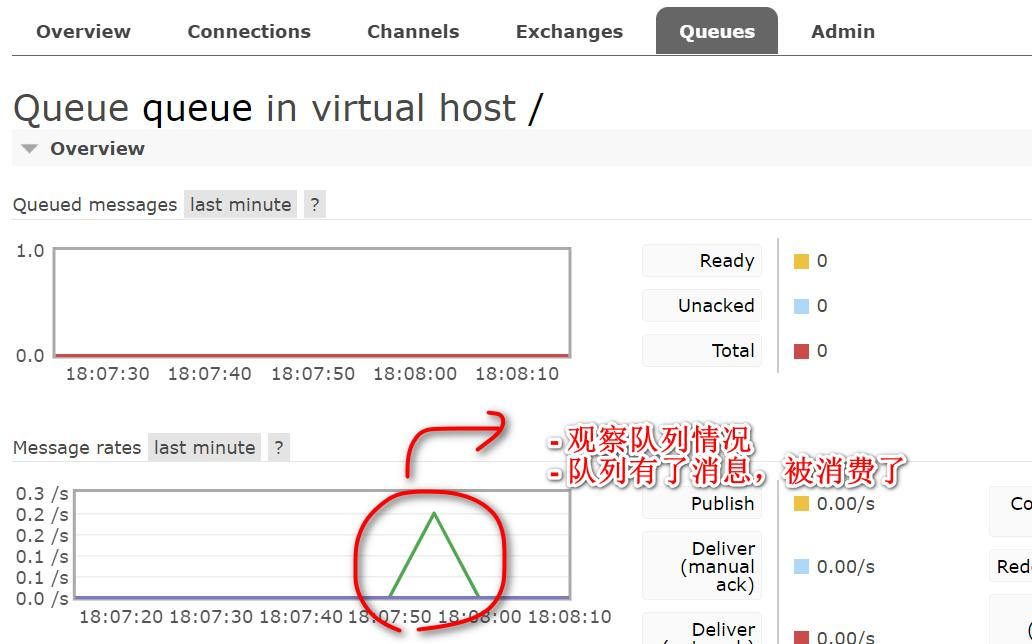 Overview Connections Channels Exchanges Queues Admin
Queue queue in virtual host /
Overview
Queued messages last minute ?
1.0
0.0
18:07:30 18:07:40 18:07:50 18:08:00 18:08:10
Ready 0
Unacked 0
Total 0
- 观察队列情况
- 队列有了消息，被消费了
Message rates last minute ?
0.3 /s
0.2 /s
0.2 /s
0.1 /s
0.1 /s
0.0 /s
18:07:20 18:07:30 18:07:40 18:07:50 18:08:00 18:08:10
Publish 0.00/s
Deliver
(manual
ack) 0.00/s
Deliver
0.00/s
Co
Red